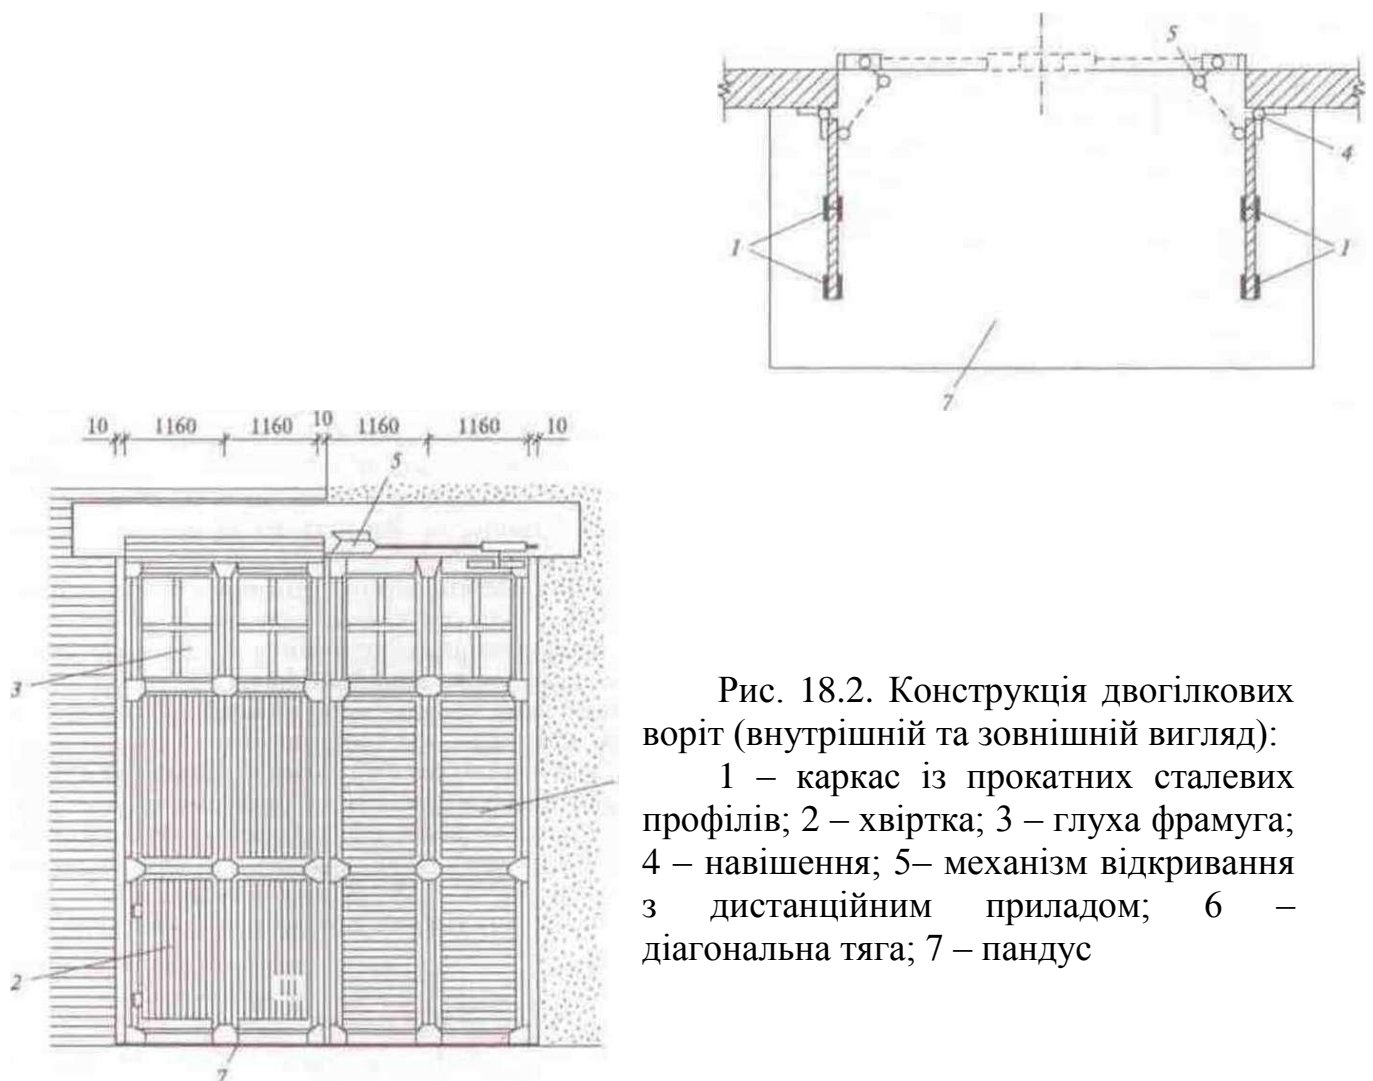 5
4
1
1
7
10 1160 1160 10 1160 1160 10
5
3
2
7
Рис. 18.2. Конструкція двогілкових
воріт (внутрішній та зовнішній вигляд):
1 – каркас із прокатних сталевих
профілів; 2 – хвіртка; 3 – глуха фрамуга;
4 – навішення; 5– механізм відкривання
з дистанційним приладом; 6 –
діагональна тяга; 7 – пандус